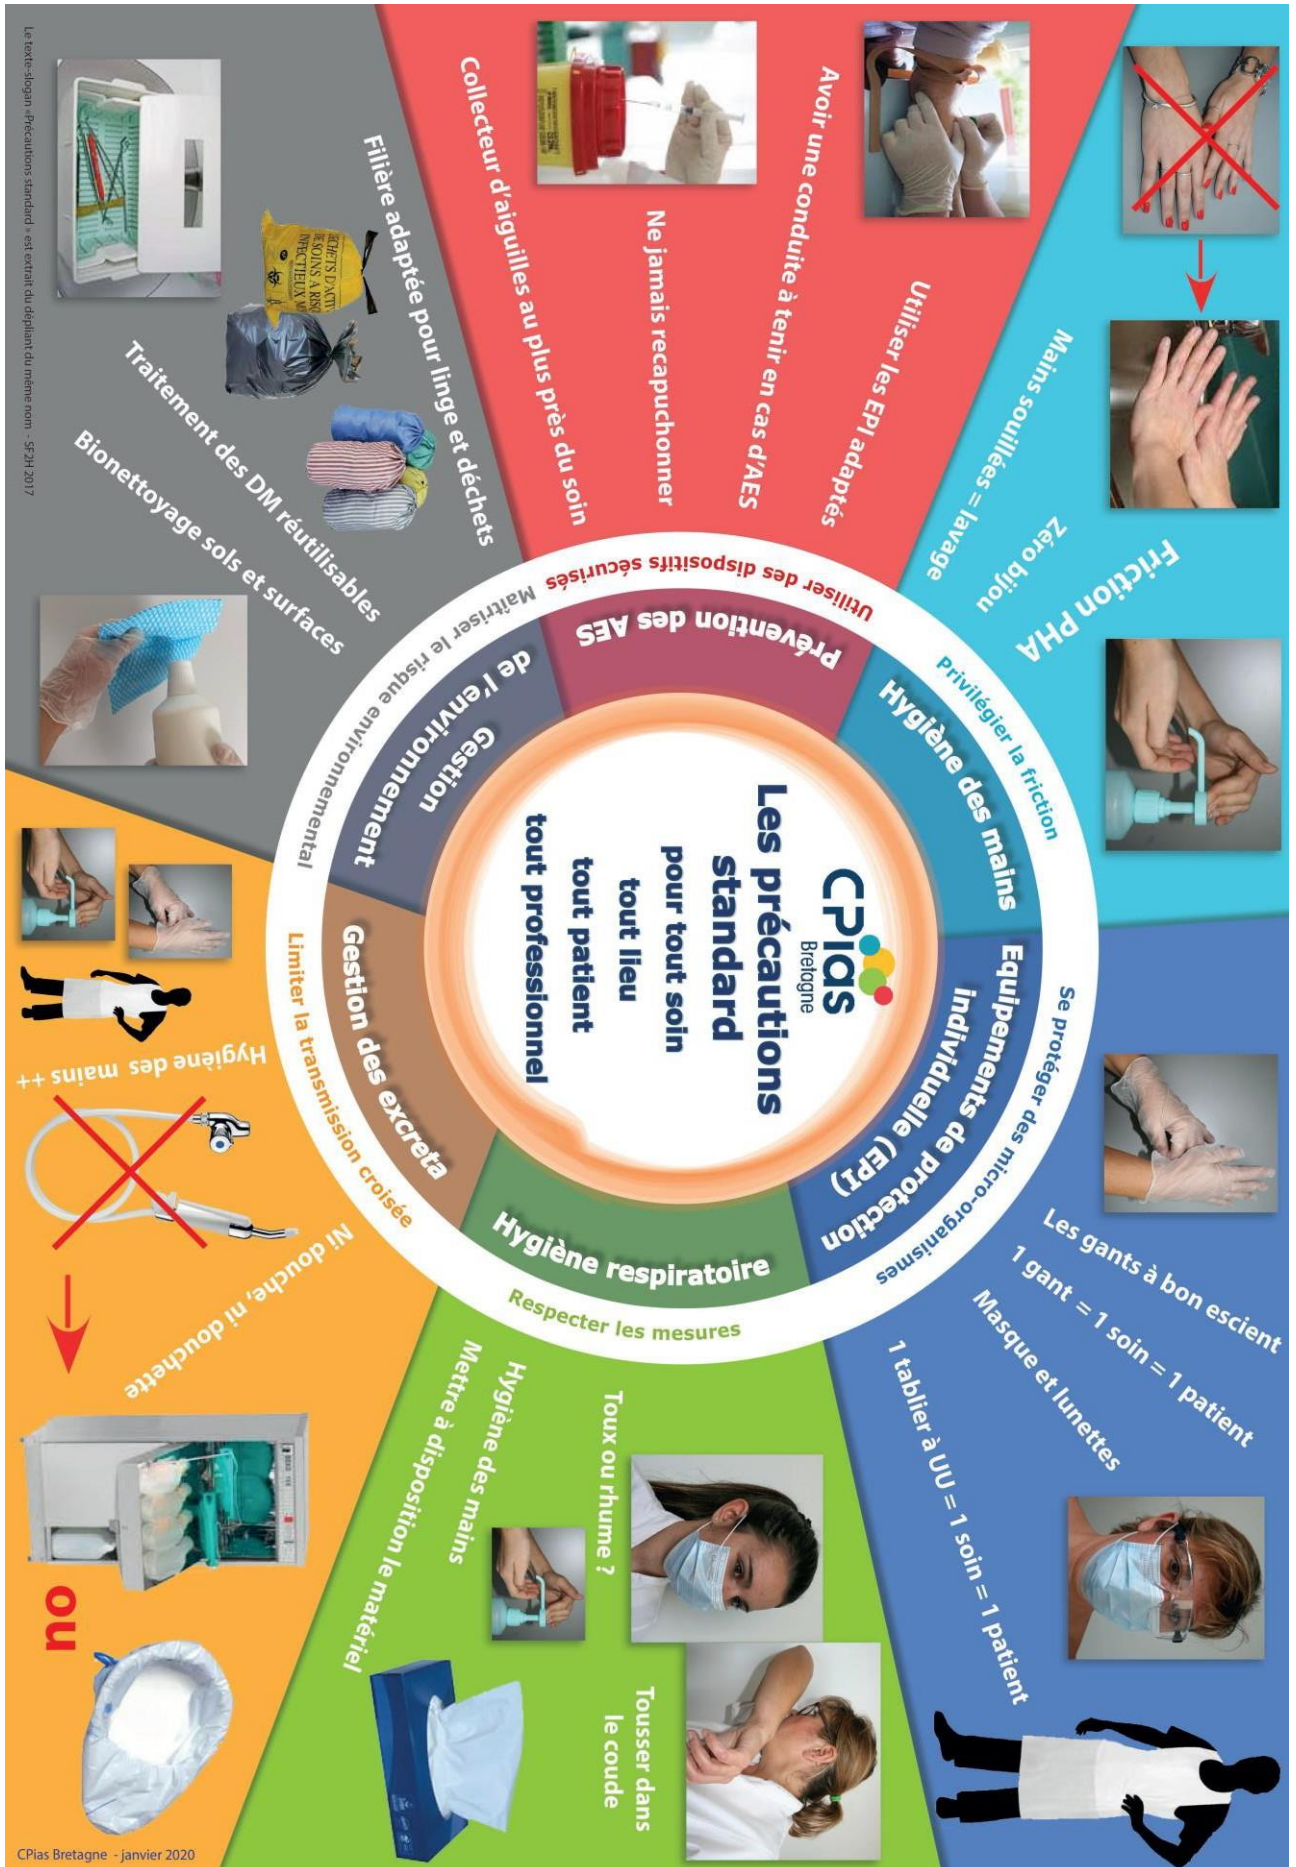 CPias
Bretagne
Les précautions
standard
pour tout soin
tout lieu
tout patient
tout professionnel
Hygiène des mains
Privilégier la friction
Friction PHA
Zéro bijou
Mains souillées = lavage
Equipements de protection
individuelle (EPI)
Se protéger des micro-organismes
Les gants à bon escient
1 gant = 1 soin = 1 patient
Masque et lunettes
1 tablier à UU = 1 soin = 1 patient
Hygiène respiratoire
Respecter les mesures
Toux ou rhume ?
Tousser dans
le coude
Hygiène des mains
Mettre à disposition le matériel
Gestion des excreta
Limiter la transmission croisée
Hygiène des mains ++
Ni douche, ni douchette
ou
Gestion
de l'environnement
Maîtriser le risque environnemental
Bionettoyage sols et surfaces
Traitement des DM réutilisables
Filière adaptée pour linge et déchets
DÉCHETS D'ACTIV
DE SOINS A RISQ
INFECTIEUX M
Prévention des AES
Utiliser des dispositifs sécurisés
Collecteur d'aiguilles au plus près du soin
Ne jamais recapuchonner
Avoir une conduite à tenir en cas d'AES
Utiliser les EPI adaptés
Le texte-slogan «Précautions standard » est extrait du dépliant du même nom - SF2H 2017
CPias Bretagne - janvier 2020